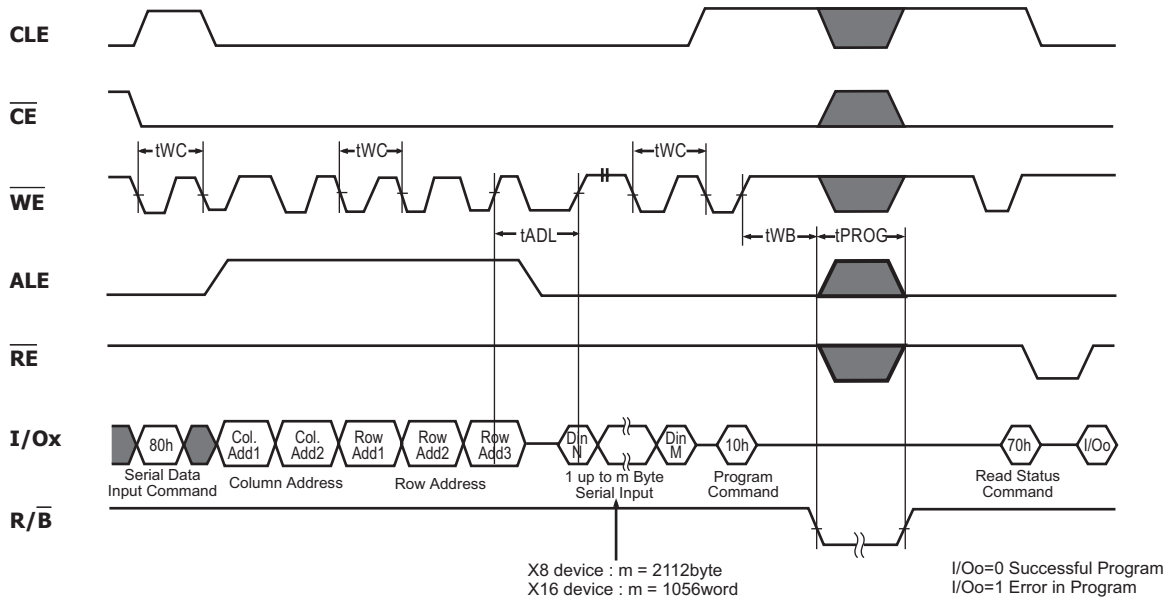 CLE
CE
tWC
tWC
tWC
WE
tADL
tWB
tPROG
ALE
RE
I/Ox
80h
Col. Add1
Col. Add2
Row Add1
Row Add2
Row Add3
Din N
Din M
10h
70h
I/Oo
Serial Data Input Command
Column Address
Row Address
1 up to m Byte Serial Input
Program Command
Read Status Command
R/B
X8 device : m = 2112byte
X16 device : m = 1056word
I/Oo=0 Successful Program
I/Oo=1 Error in Program